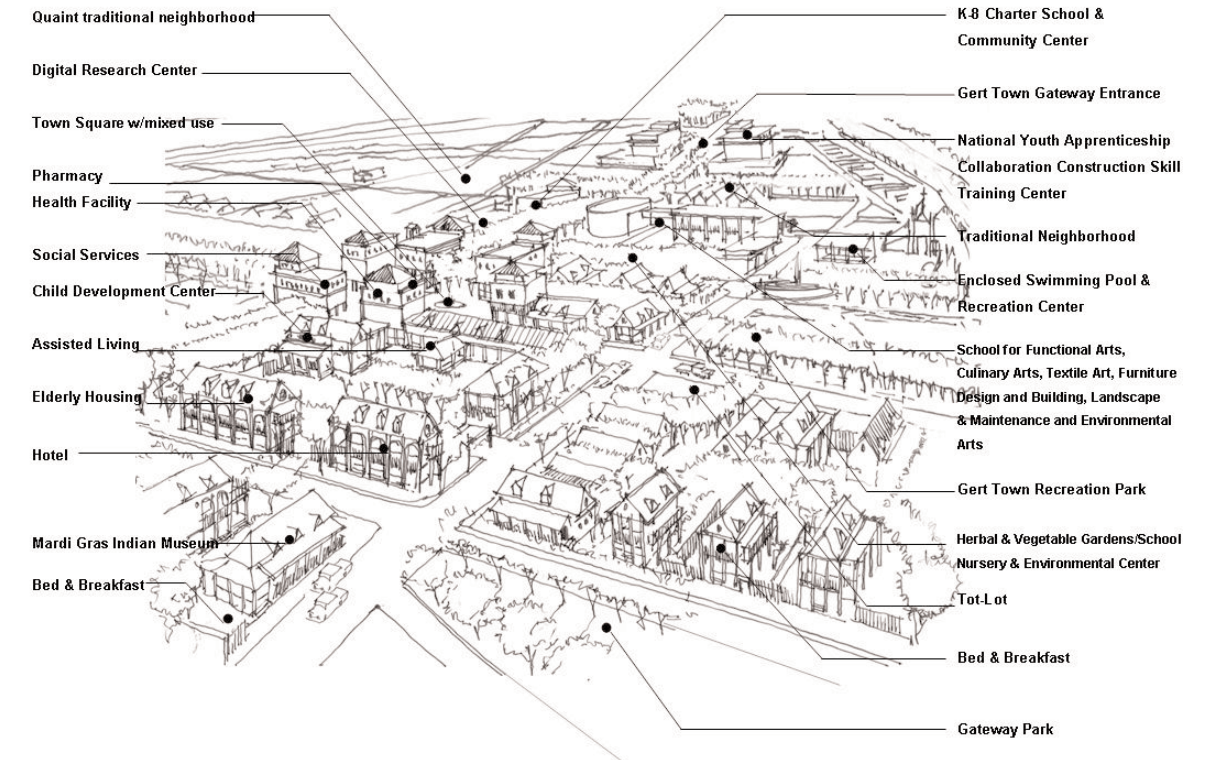 Quaint traditional neighborhood
Digital Research Center
Town Square w/mixed use
Pharmacy
Health Facility
Social Services
Child Development Center
Assisted Living
Elderly Housing
Hotel
Mardi Gras Indian Museum
Bed & Breakfast
K-8 Charter School &
Community Center
Gert Town Gateway Entrance
National Youth Apprenticeship
Collaboration Construction Skill
Training Center
Traditional Neighborhood
Enclosed Swimming Pool &
Recreation Center
School for Functional Arts,
Culinary Arts, Textile Art, Furniture
Design and Building, Landscape
& Maintenance and Environmental
Arts
Gert Town Recreation Park
Herbal & Vegetable Gardens/School
Nursery & Environmental Center
Tot-Lot
Bed & Breakfast
Gateway Park